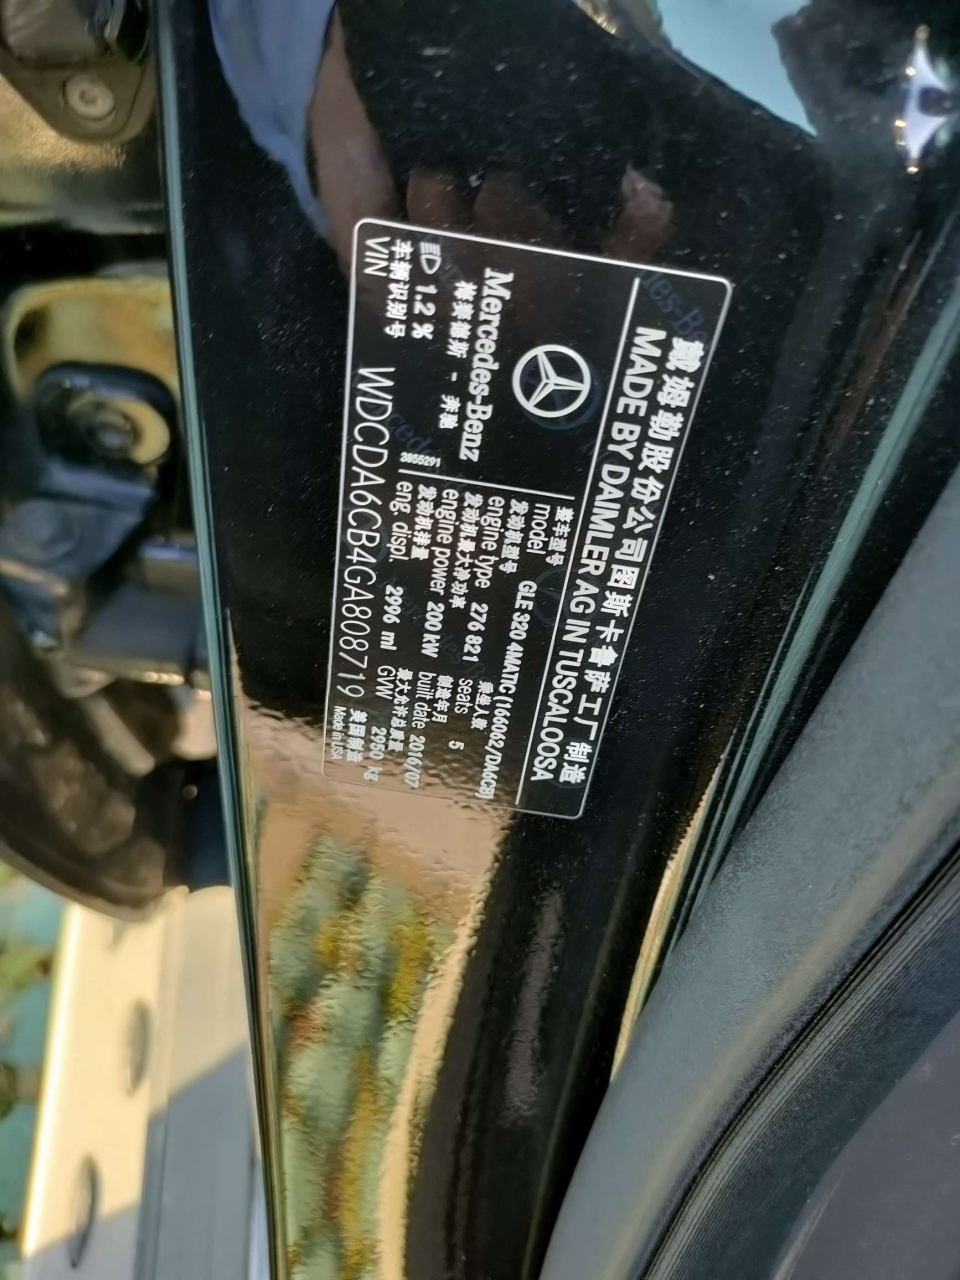 戴姆勒股份公司图斯卡鲁萨工厂制造
MADE BY DAIMLER AG IN TUSCALOOSA
Mercedes-Benz
梅赛德斯 - 奔驰
1.2 %
3855291
整车型号
model GLE 320 4MATIC (166062/DA6CB)
发动机型号 乘坐人数
engine type 276 821 seats 5
发动机最大净功率 制造年月
engine power 200 kW built date 2016/07
发动机排量 最大允许总质量
eng. displ. 2996 ml GVW 2950 kg
车辆识别号 美国制造
VIN WDCDA6CB4GA808719 Made in USA